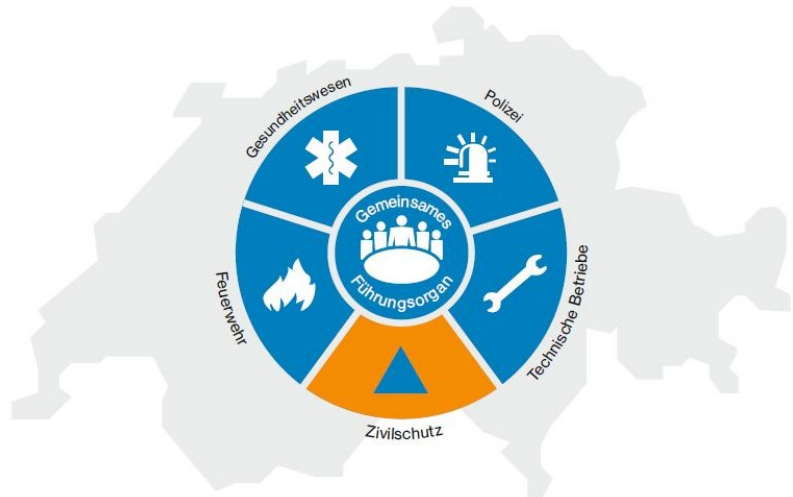 Gesundheitswesen
Polizei
Gemeinsames
Führungsorgan
Feuerwehr
Technische Betriebe
Zivilschutz